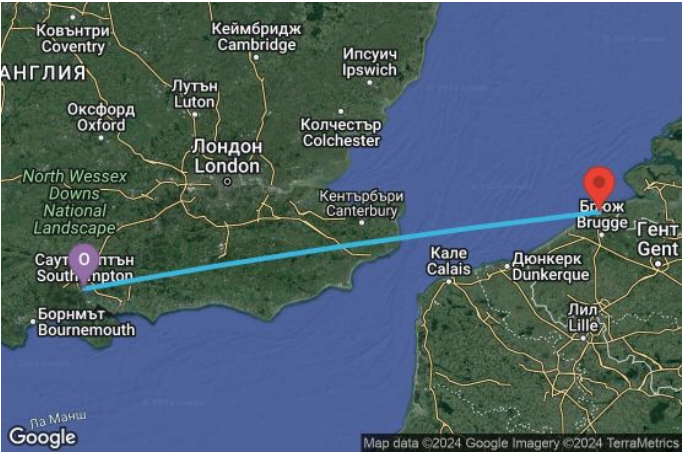 Ковънтри
Coventry
Кеймбридж
Cambridge
Ипсуич
Ipswich
АНГЛИЯ
Лутън
Luton
Оксфорд
Oxford
Колчестър
Colchester
Лондон
London
North Wessex
Downs
National
Landscape
Кентърбъри
Canterbury
Брюж
Brugge
Гент
Gent
Кале
Calais
Дюнкерк
Dunkerque
O
Борнмът
Bournemouth
Лил
Lille
Ла Манш
Google
Map data ©2024 Google Imagery ©2024 TerraMetrics